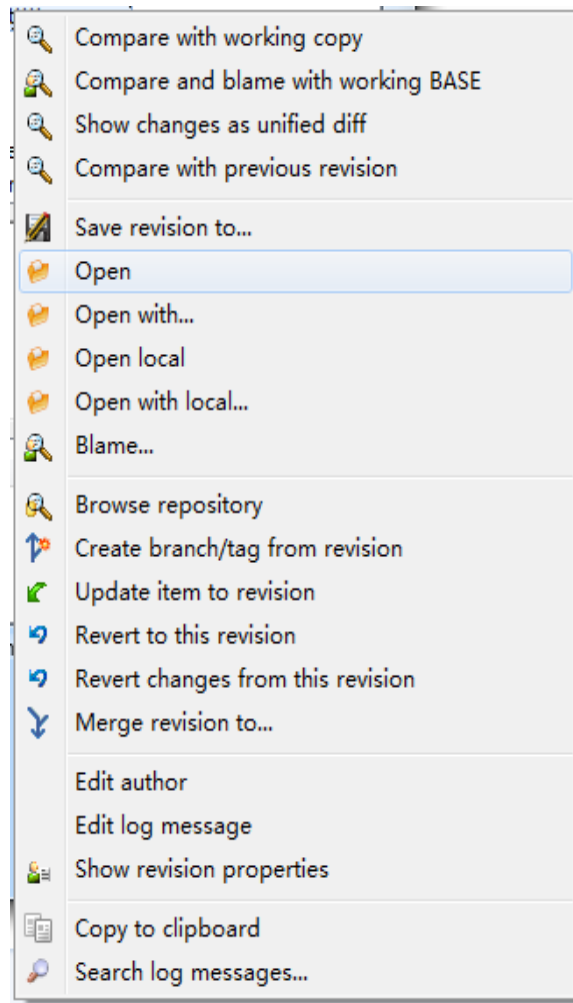 Compare with working copy
Compare and blame with working BASE
Show changes as unified diff
Compare with previous revision
Save revision to...
Open
Open with...
Open local
Open with local...
Blame...
Browse repository
Create branch/tag from revision
Update item to revision
Revert to this revision
Revert changes from this revision
Merge revision to...
Edit author
Edit log message
Show revision properties
Copy to clipboard
Search log messages...